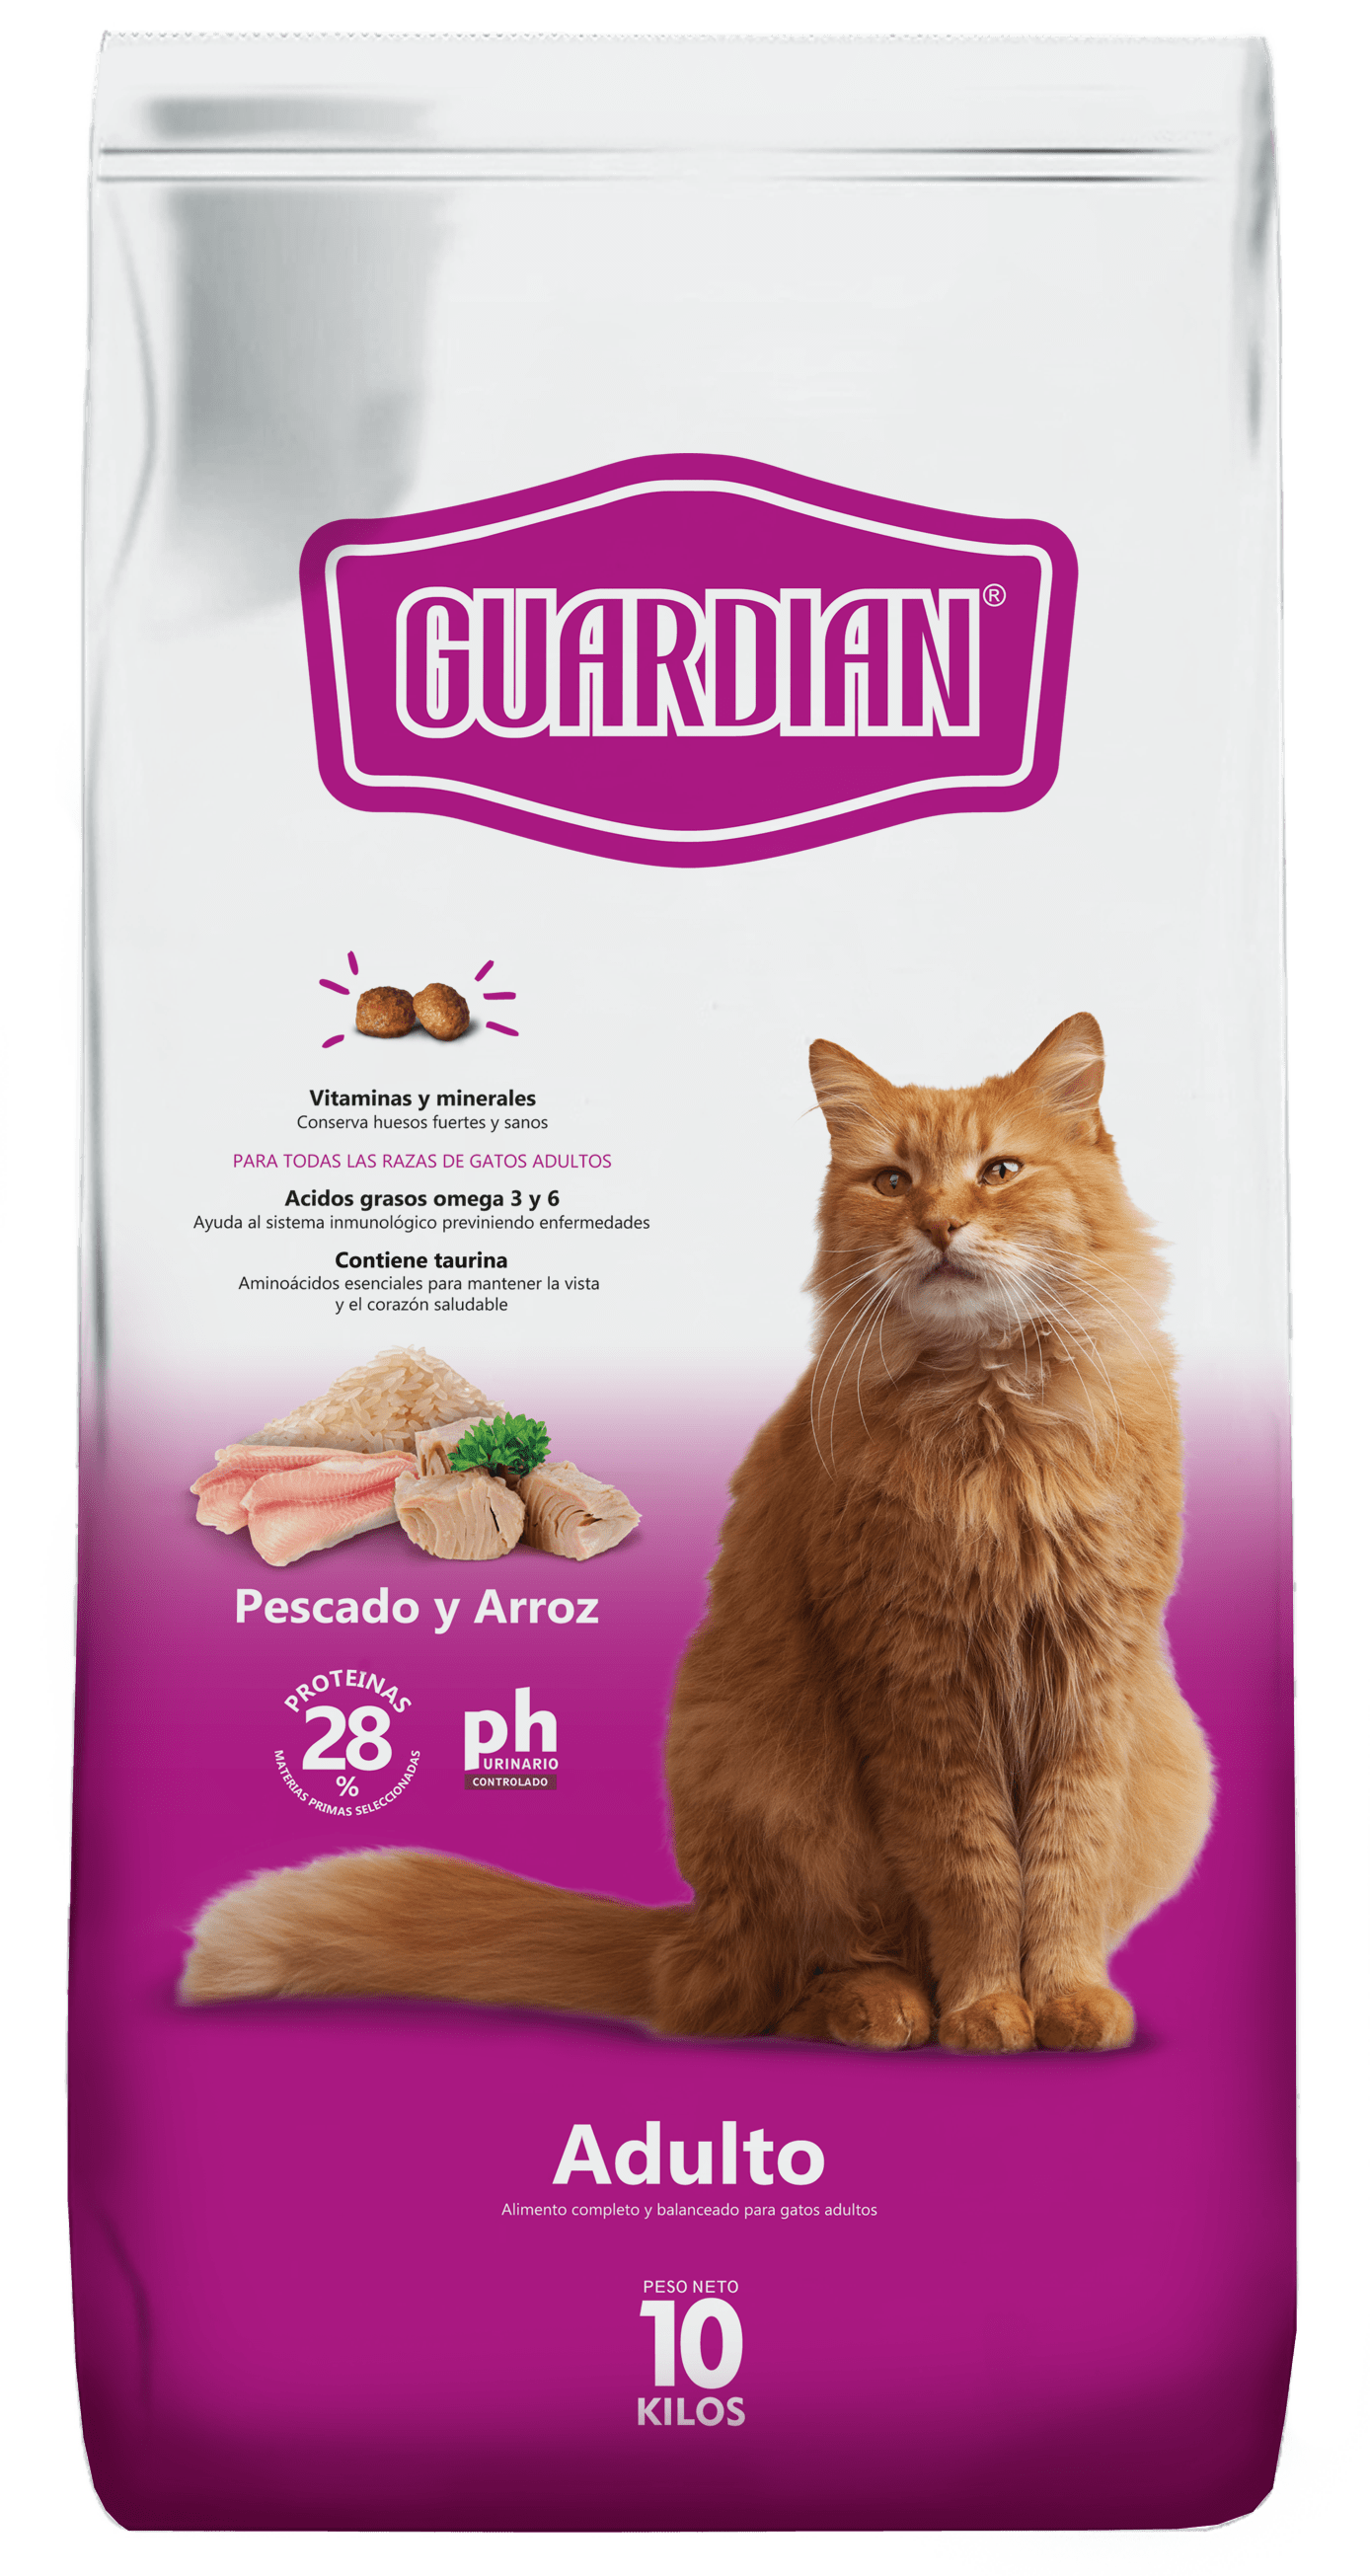 GUARDIAN®
Vitaminas y minerales
Conserva huesos fuertes y sanos
PARA TODAS LAS RAZAS DE GATOS ADULTOS
Acidos grasos omega 3 y 6
Ayuda al sistema inmunológico previniendo enfermedades
Contiene taurina
Aminoácidos esenciales para mantener la vista
y el corazón saludable
Pescado y Arroz
PROTEINAS
28
%
MATERIAS PRIMAS SELECCIONADAS
ph
URINARIO
CONTROLADO
Adulto
Alimento completo y balanceado para gatos adultos
PESO NETO
10
KILOS